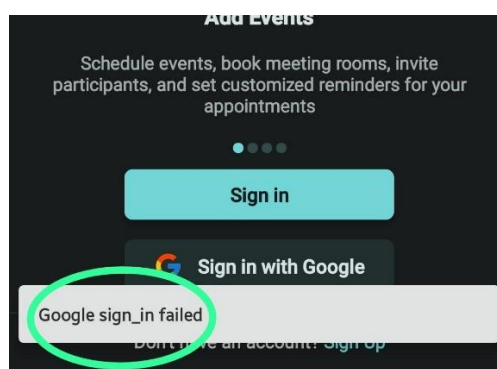 Add Events
Schedule events, book meeting rooms, invite
participants, and set customized reminders for your
appointments
Sign in
Sign in with Google
Google sign_in failed
Don't have an account? Sign Up